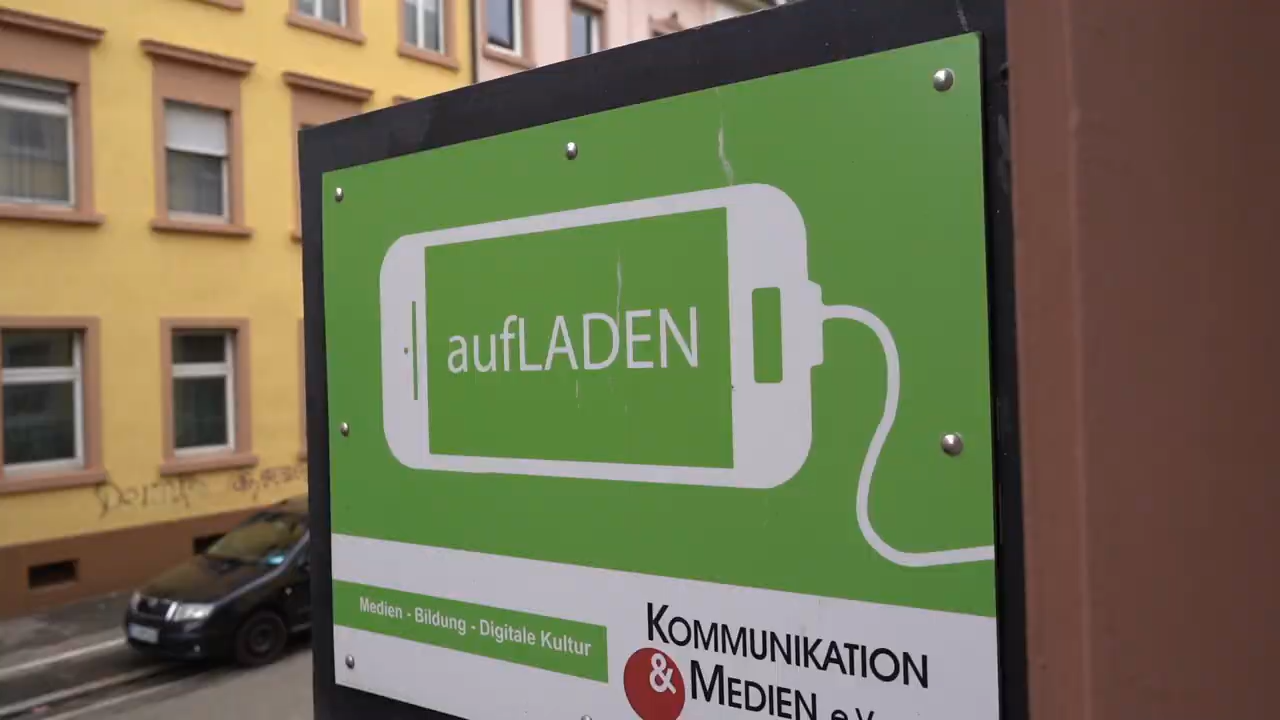 aufLADEN
Medien - Bildung - Digitale Kultur
KOMMUNIKATION
& MEDIEN e.V.